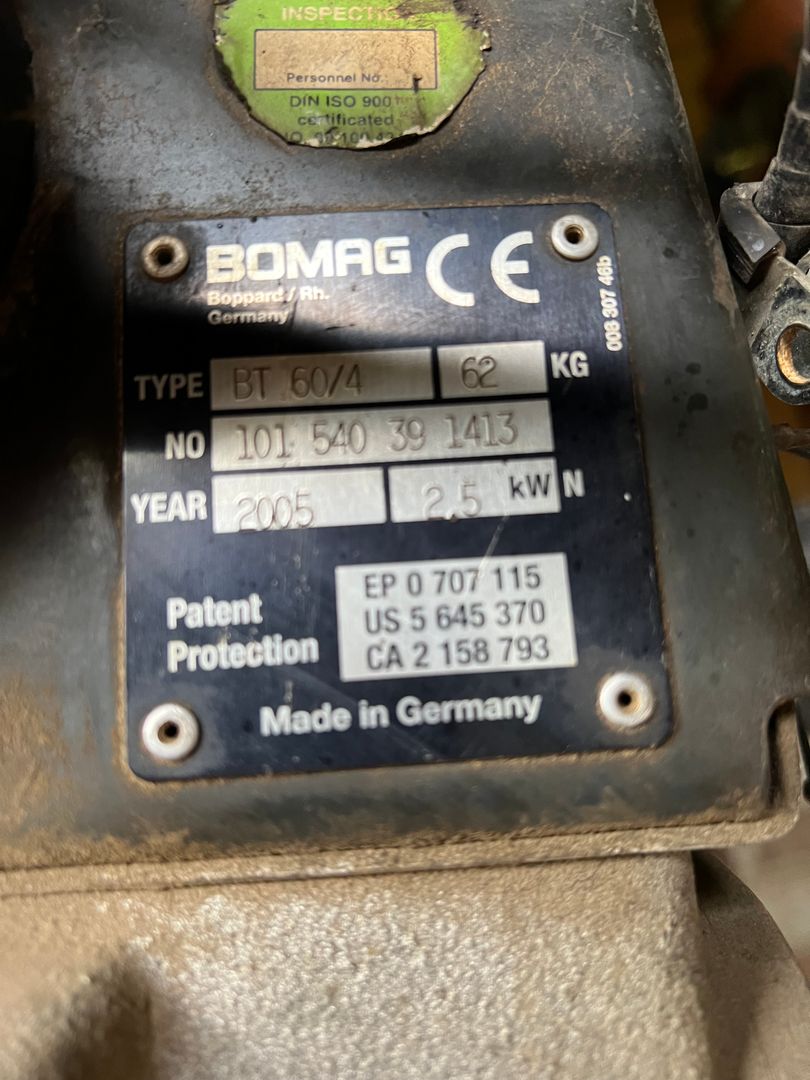 INSPECTIO
Personnel No.:
DIN ISO 900
certificated
BOMAG CE
Boppard / Rh.
Germany
008 307 46b
TYPE BT 60/4 62 KG
NO 101 540 39 1413
YEAR 2005 2.5 kW N
Patent
Protection
EP 0 707 115
US 5 645 370
CA 2 158 793
Made in Germany